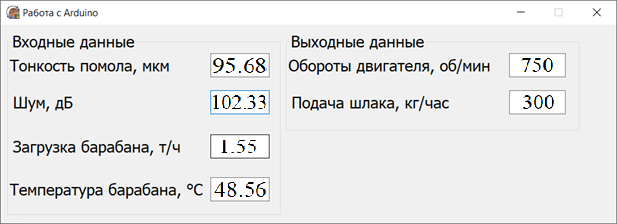 Работа с Arduino
Входные данные
Тонкость помола, мкм 95.68
Шум, дБ 102.33
Загрузка барабана, т/ч 1.55
Температура барабана, °С 48.56
Выходные данные
Обороты двигателя, об/мин 750
Подача шлака, кг/час 300